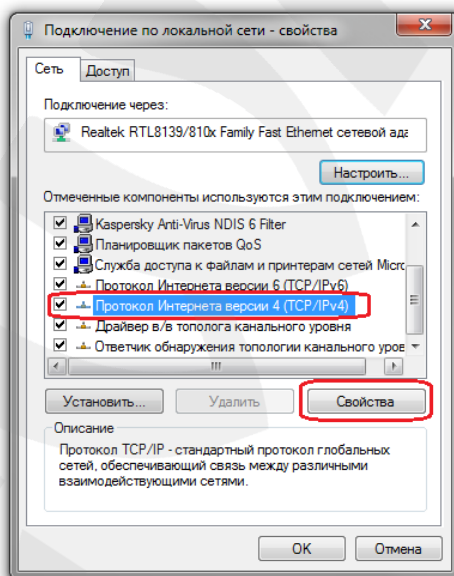 Подключение по локальной сети - свойства
Сеть Доступ
Подключение через:
Realtek RTL8139/810x Family Fast Ethernet сетевой ада
Настроить...
Отмеченные компоненты используются этим подключением:
Kaspersky Anti-Virus NDIS 6 Filter
Планировщик пакетов QoS
Служба доступа к файлам и принтерам сетей Micrc
Протокол Интернета версии 6 (TCP/IPv6)
Протокол Интернета версии 4 (TCP/IPv4)
Драйвер в/в тополога канального уровня
Ответчик обнаружения топологии канального уров
Установить... Удалить Свойства
Описание
Протокол TCP/IP - стандартный протокол глобальных
сетей, обеспечивающий связь между различными
взаимодействующими сетями.
OK Отмена